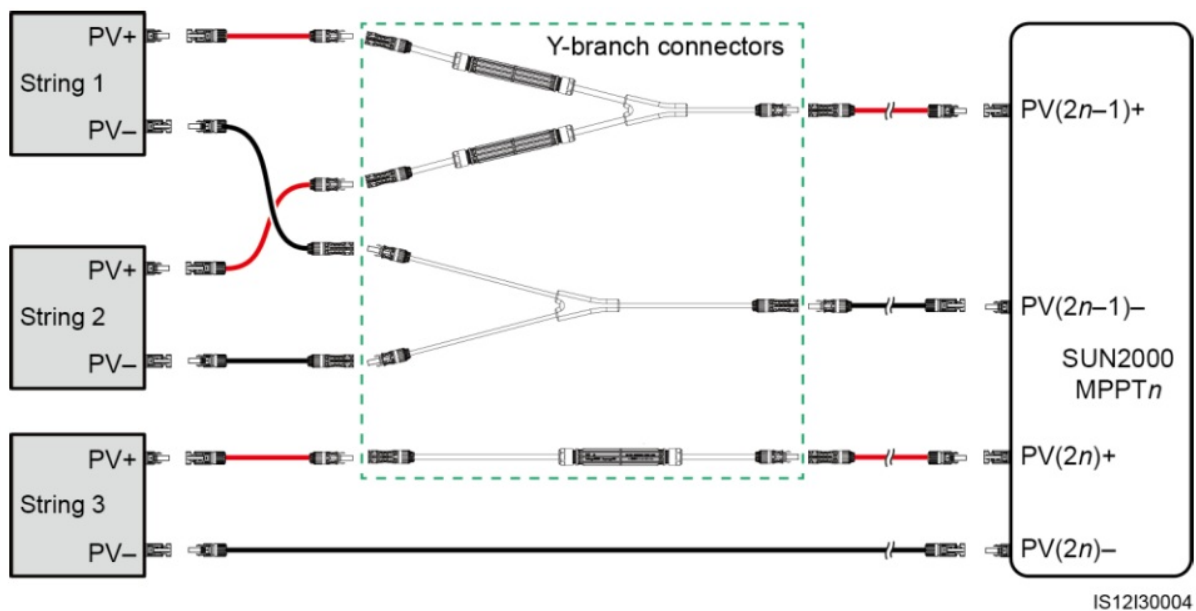 PV+
String 1
PV–
Y-branch connectors
PV(2n–1)+
PV+
String 2
PV–
PV(2n–1)–
SUN2000
MPPTn
PV+
String 3
PV–
PV(2n)+
PV(2n)–
IS12I30004